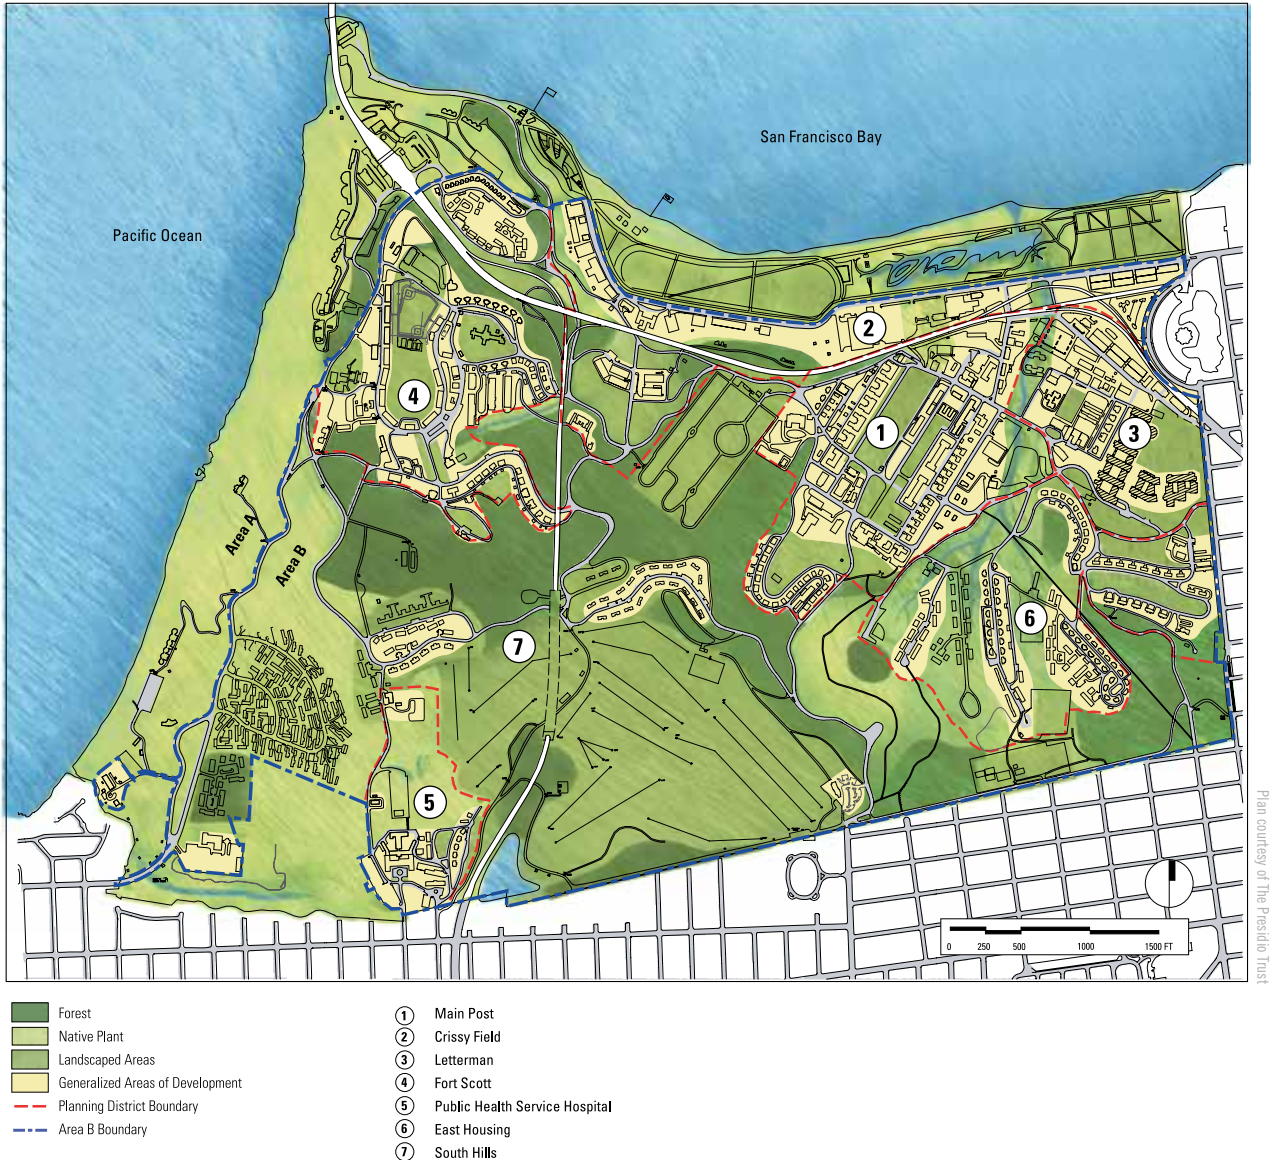 San Francisco Bay
Pacific Ocean
2
4
1
3
Area A
Area B
6
7
5
0 250 500 1000 1500 FT
Plan courtesy of The Presidio Trust
Forest
Native Plant
Landscaped Areas
Generalized Areas of Development
Planning District Boundary
Area B Boundary
1 Main Post
2 Crissy Field
3 Letterman
4 Fort Scott
5 Public Health Service Hospital
6 East Housing
7 South Hills